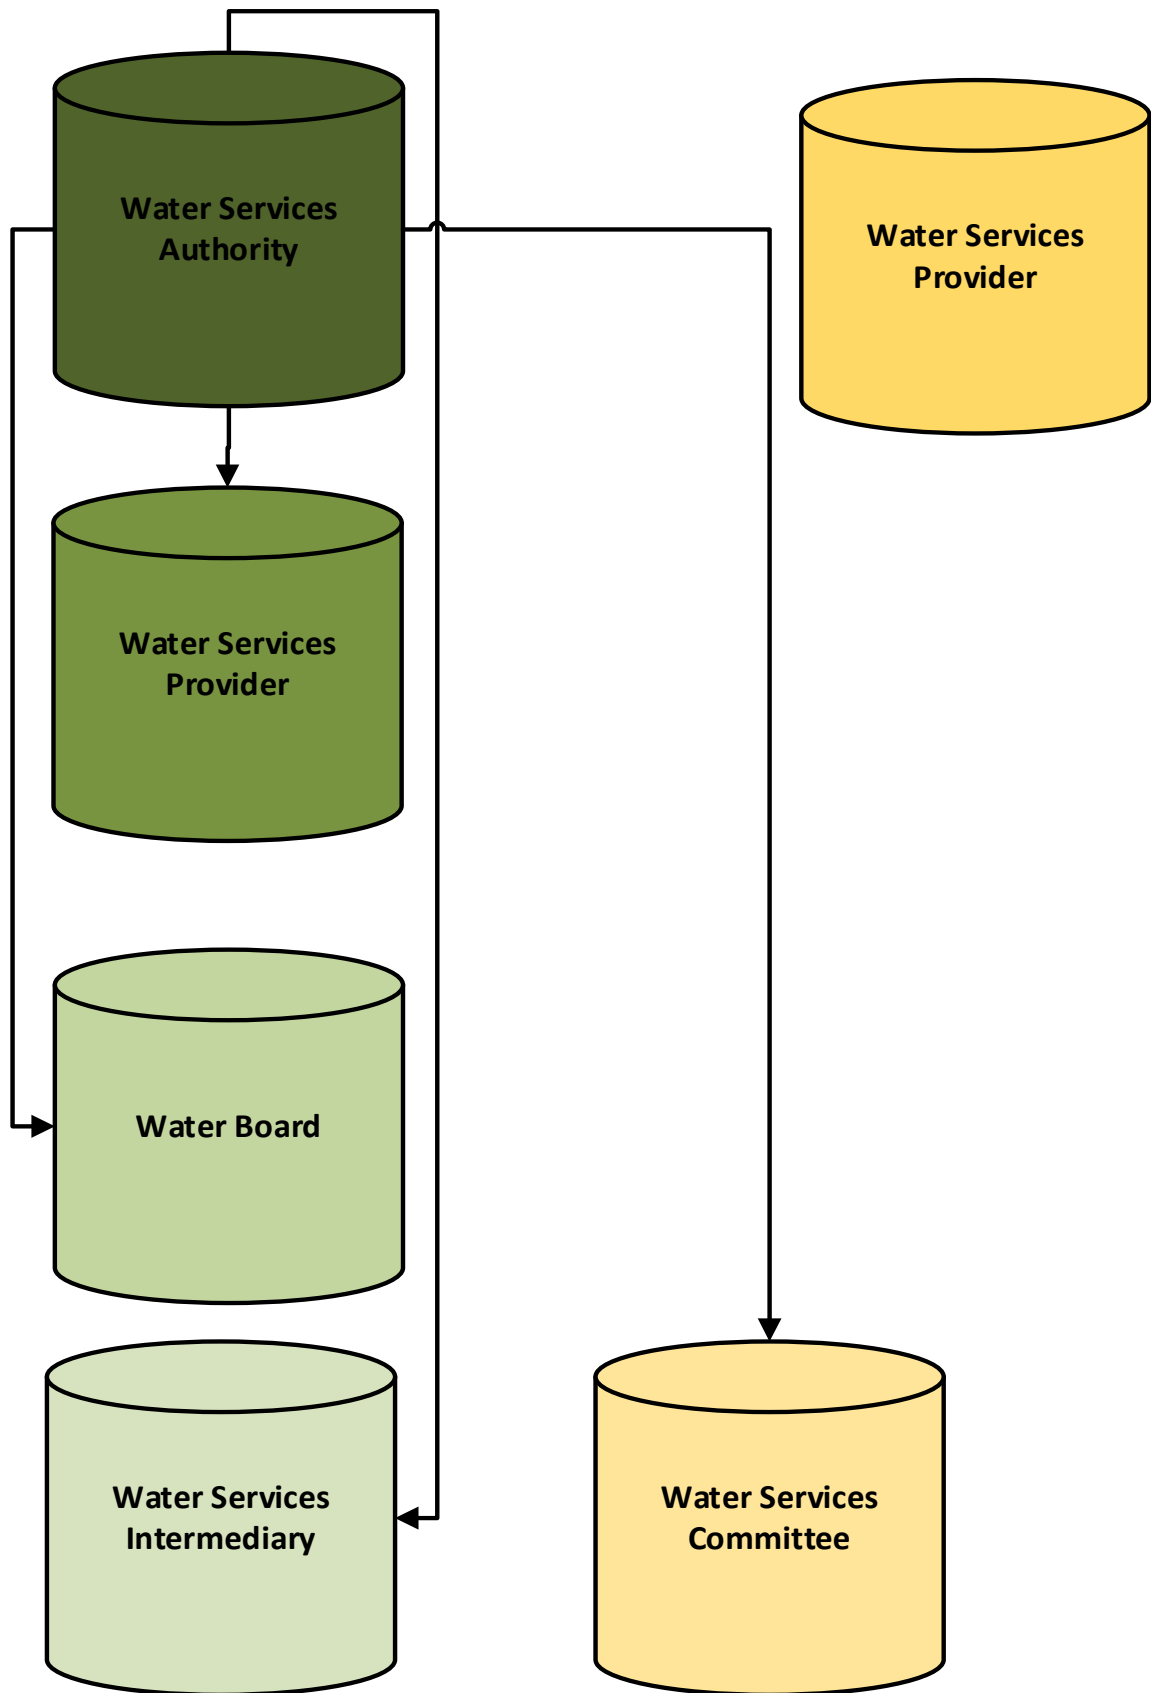 Water Services
Authority
Water Services
Provider
Water Services
Provider
Water Board
Water Services
Intermediary
Water Services
Committee